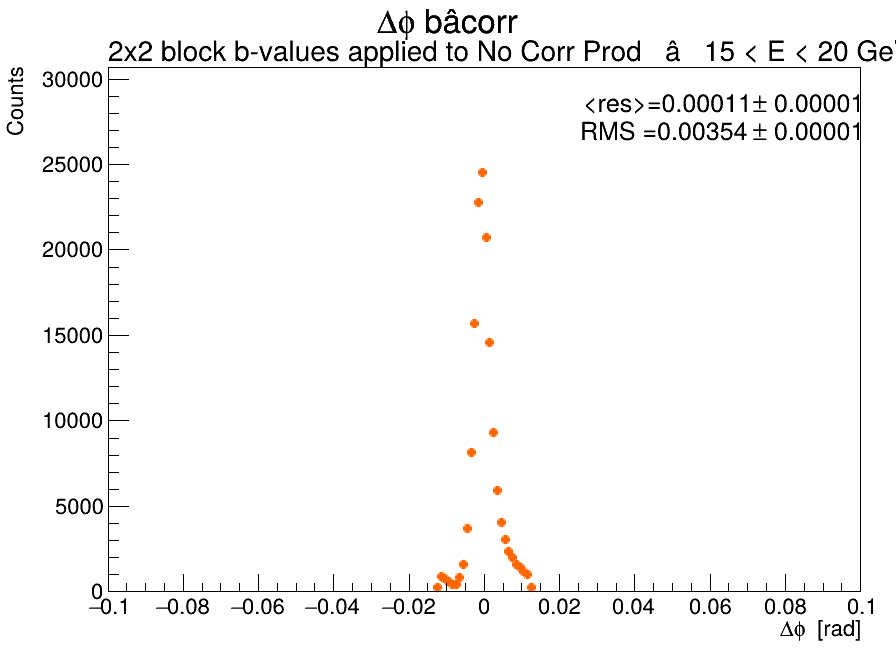 Δϕ bâcorr
2x2 block b-values applied to No Corr Prod â 15 < E < 20 GeV
Counts
<res>=0.00011± 0.00001
RMS =0.00354 ± 0.00001
30000
25000
20000
15000
10000
5000
0
−0.1 −0.08 −0.06 −0.04 −0.02 0 0.02 0.04 0.06 0.08 0.1
Δϕ [rad]